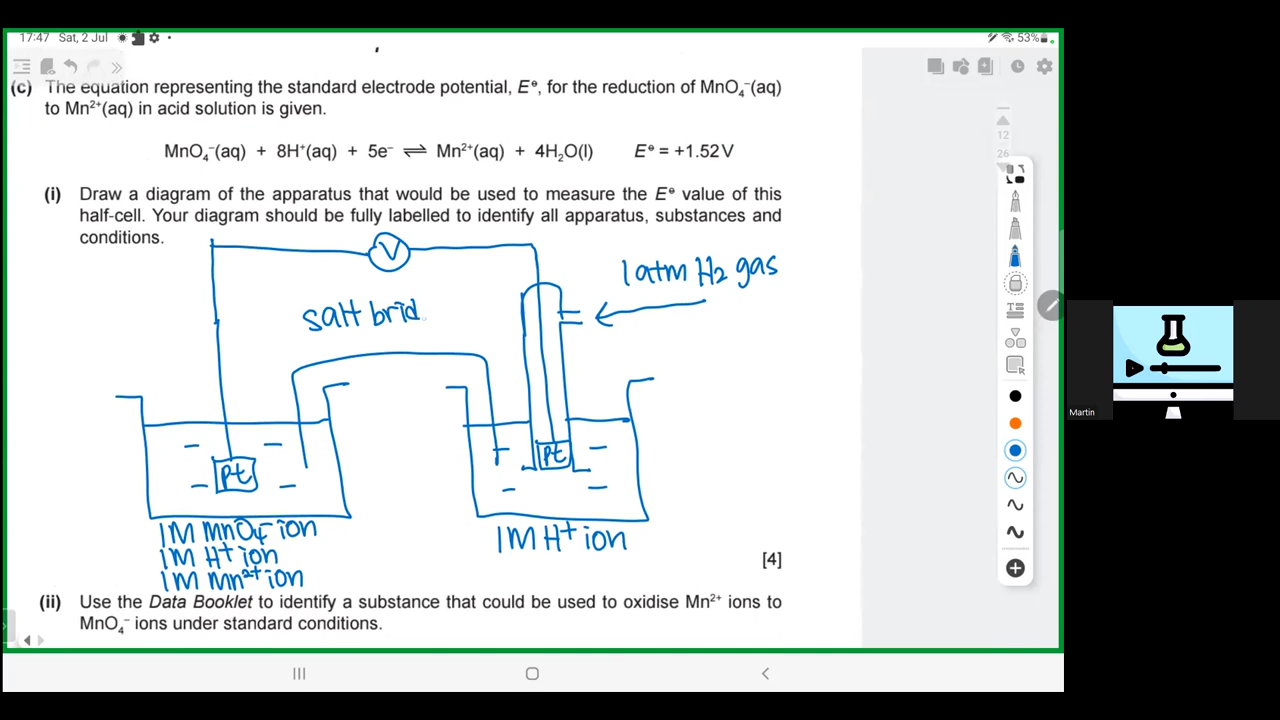 17:47 Sat, 2 Jul
53%
(c) The equation representing the standard electrode potential, E⦵, for the reduction of MnO₄⁻(aq)
to Mn²⁺(aq) in acid solution is given.
MnO₄⁻(aq) + 8H⁺(aq) + 5e⁻ ⇌ Mn²⁺(aq) + 4H₂O(l) E⦵ = +1.52V
(i) Draw a diagram of the apparatus that would be used to measure the E⦵ value of this
half-cell. Your diagram should be fully labelled to identify all apparatus, substances and
conditions.
V
1 atm H₂ gas
salt brid
Pt
Pt
1M MnO₄⁻ ion
1M H⁺ ion
1M Mn²⁺ ion
1M H⁺ ion
[4]
(ii) Use the Data Booklet to identify a substance that could be used to oxidise Mn²⁺ ions to
MnO₄⁻ ions under standard conditions.
12
26
Martin